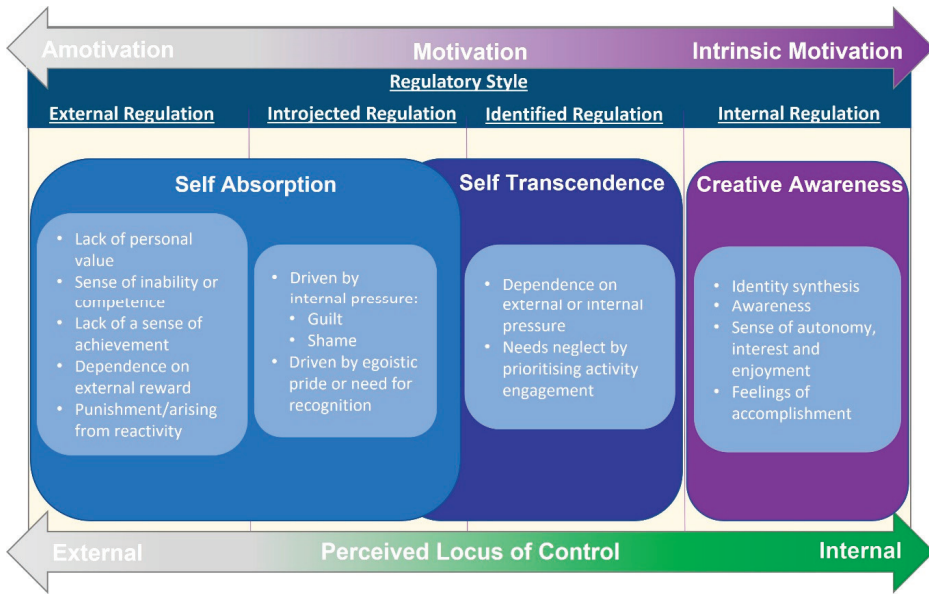 Amotivation Motivation Intrinsic Motivation
Regulatory Style
External Regulation Introjected Regulation Identified Regulation Internal Regulation
Self Absorption
• Lack of personal
value
• Sense of inability or
competence
• Lack of a sense of
achievement
• Dependence on
external reward
• Punishment/arising
from reactivity
• Driven by
internal pressure:
• Guilt
• Shame
• Driven by egoistic
pride or need for
recognition
Self Transcendence
• Dependence on
external or internal
pressure
• Needs neglect by
prioritising activity
engagement
Creative Awareness
• Identity synthesis
• Awareness
• Sense of autonomy,
interest and
enjoyment
• Feelings of
accomplishment
External Perceived Locus of Control Internal